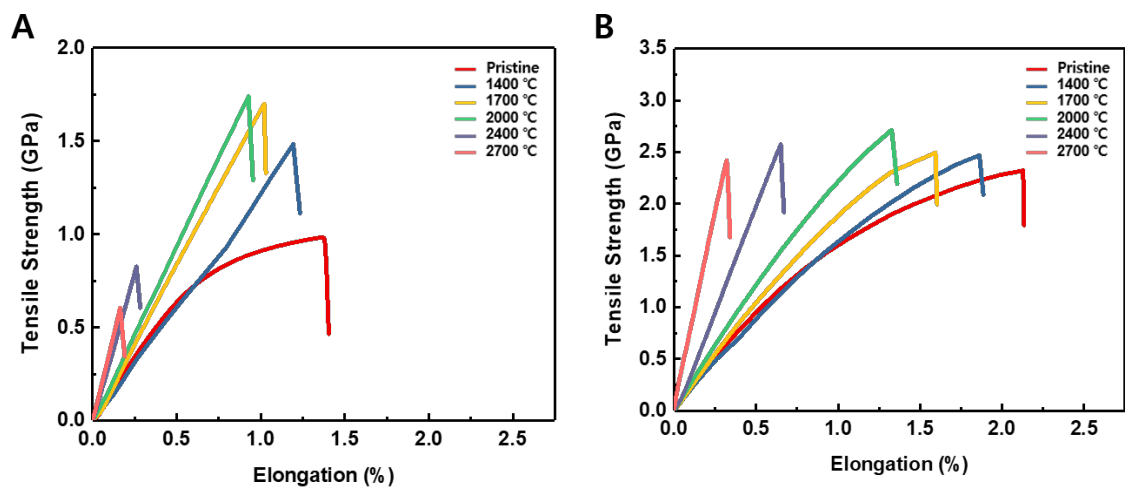 A
Tensile Strength (GPa)
2.0
1.5
1.0
0.5
0.0
0.0 0.5 1.0 1.5 2.0 2.5
Elongation (%)
Pristine
1400 ℃
1700 ℃
2000 ℃
2400 ℃
2700 ℃
B
Tensile Strength (GPa)
3.5
3.0
2.5
2.0
1.5
1.0
0.5
0.0
0.0 0.5 1.0 1.5 2.0 2.5
Elongation (%)
Pristine
1400 ℃
1700 ℃
2000 ℃
2400 ℃
2700 ℃